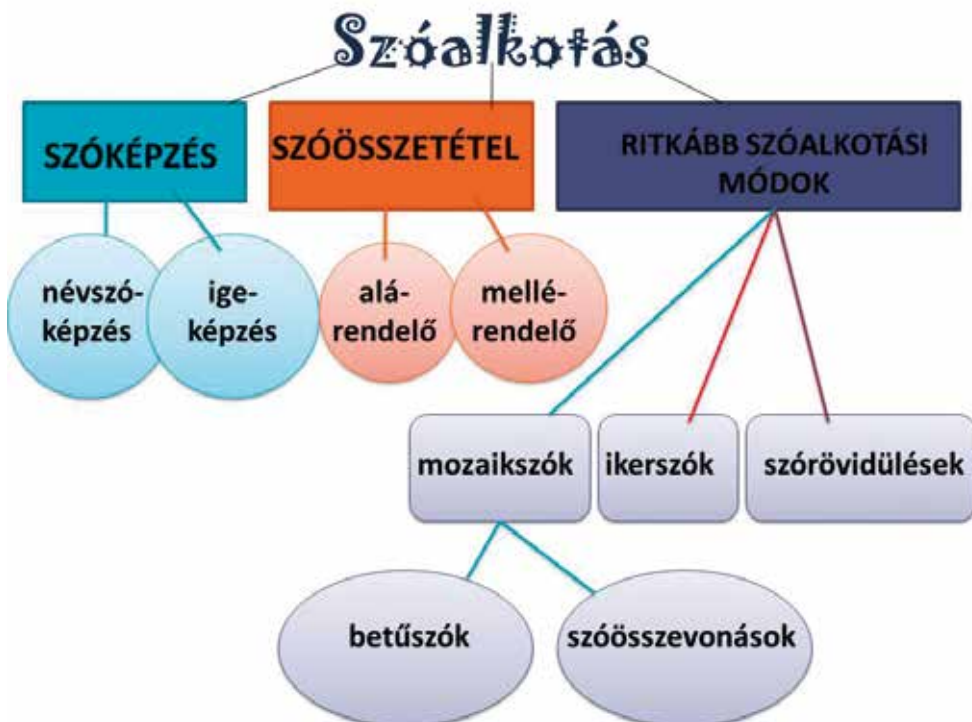 Szóalkotás
SZÓKÉPZÉS
SZÓÖSSZETÉTEL
RITKÁBB SZÓALKOTÁSI
MÓDOK
névszó-
képzés
ige-
képzés
alá-
rendelő
mellé-
rendelő
mozaikszók
ikerszók
szórövidülések
betűszók
szóösszevonások